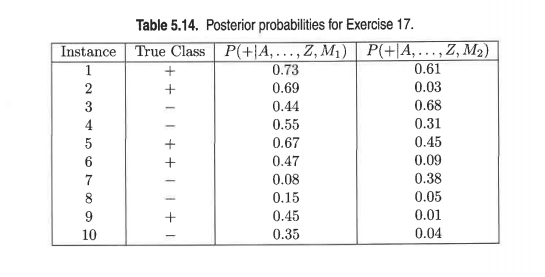 Table 5.14. Posterior probabilities for Exercise 17.
Instance True Class P(+|A, . . . , Z, M₁) P(+|A, . . . , Z, M₂)
1 + 0.73 0.61
2 + 0.69 0.03
3 − 0.44 0.68
4 − 0.55 0.31
5 + 0.67 0.45
6 + 0.47 0.09
7 − 0.08 0.38
8 − 0.15 0.05
9 + 0.45 0.01
10 − 0.35 0.04